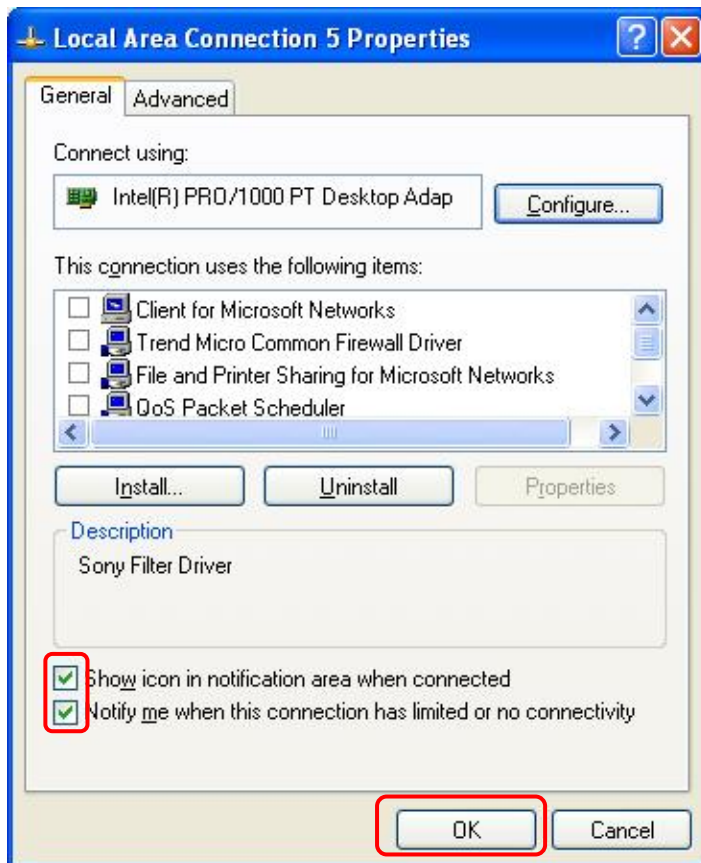 Local Area Connection 5 Properties
General Advanced
Connect using:
Intel(R) PRO/1000 PT Desktop Adap Configure...
This connection uses the following items:
Client for Microsoft Networks
Trend Micro Common Firewall Driver
File and Printer Sharing for Microsoft Networks
QoS Packet Scheduler
Install... Uninstall Properties
Description
Sony Filter Driver
Show icon in notification area when connected
Notify me when this connection has limited or no connectivity
OK Cancel